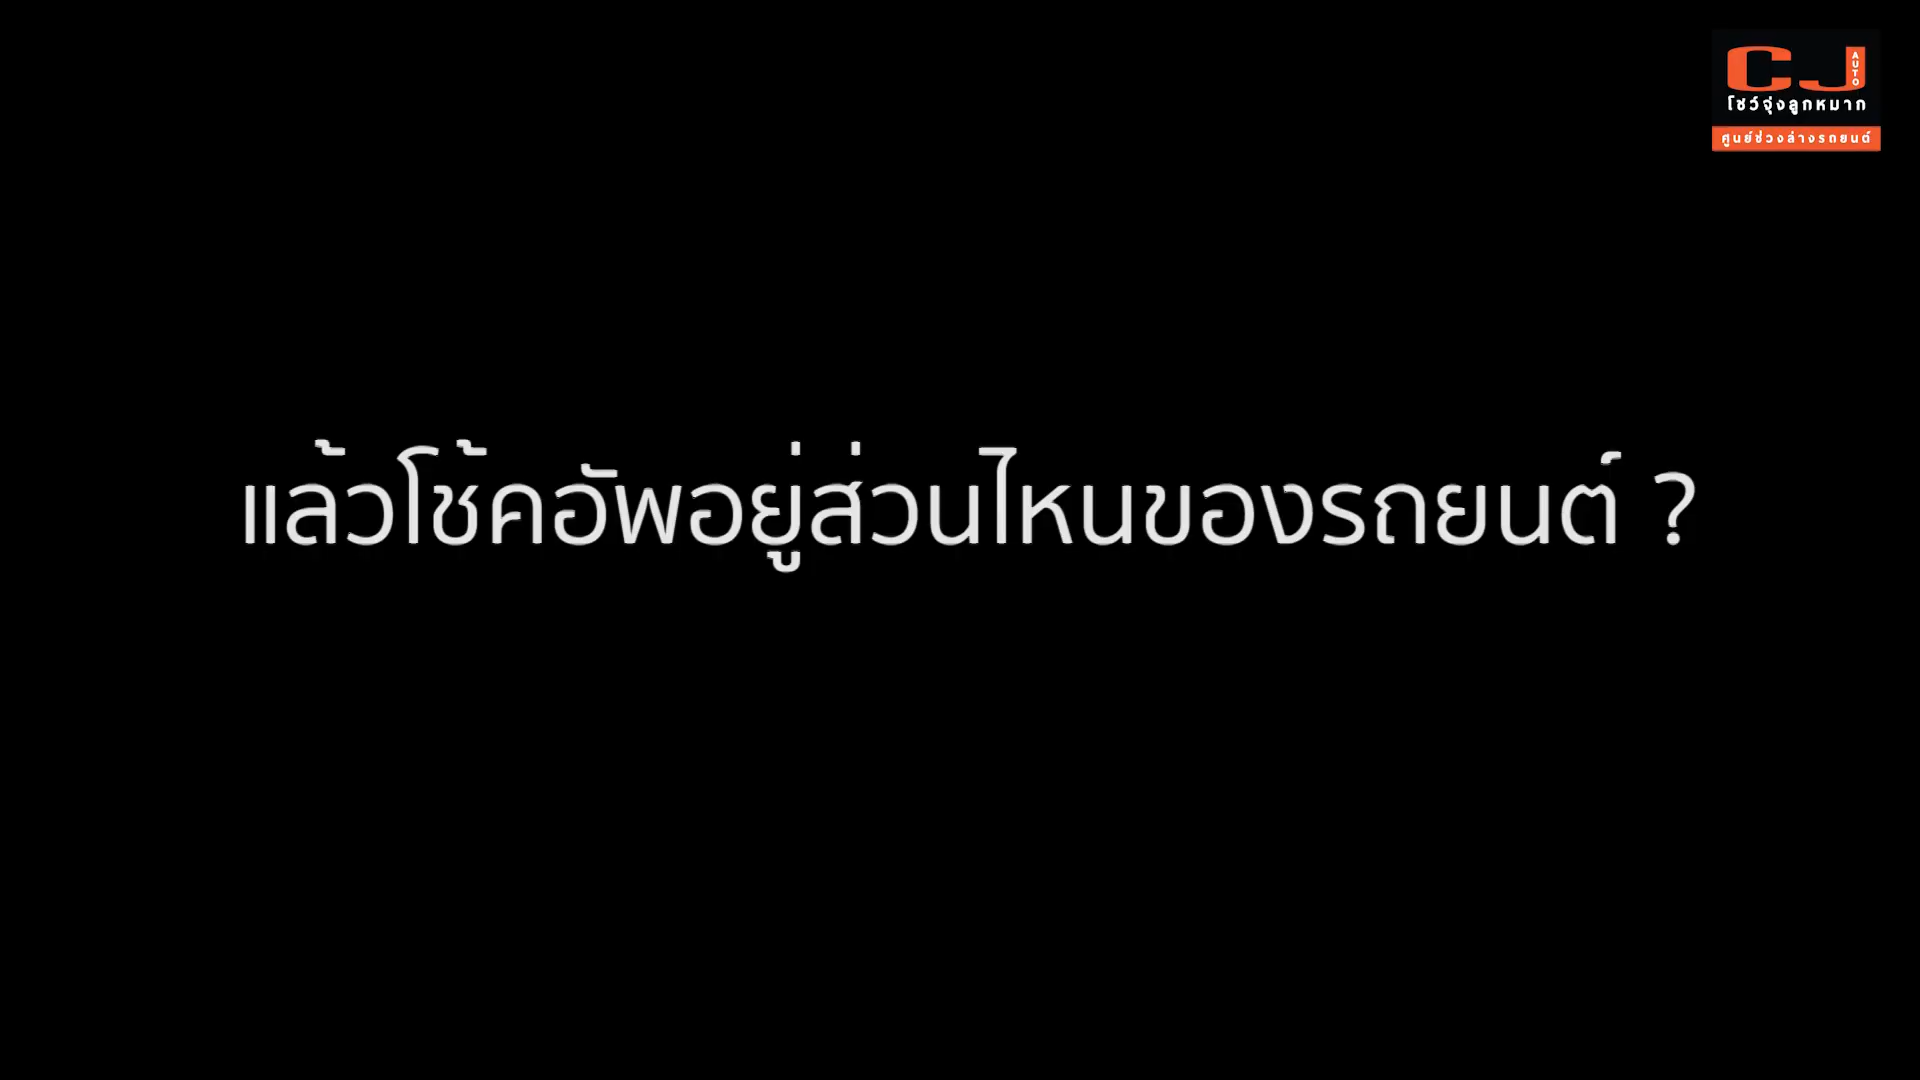 CJ AUTO
โชว์จุ่งลูกหมาก
ศูนย์ช่วงล่างรถยนต์
แล้วโช้คอัพอยู่ส่วนไหนของรถยนต์ ?